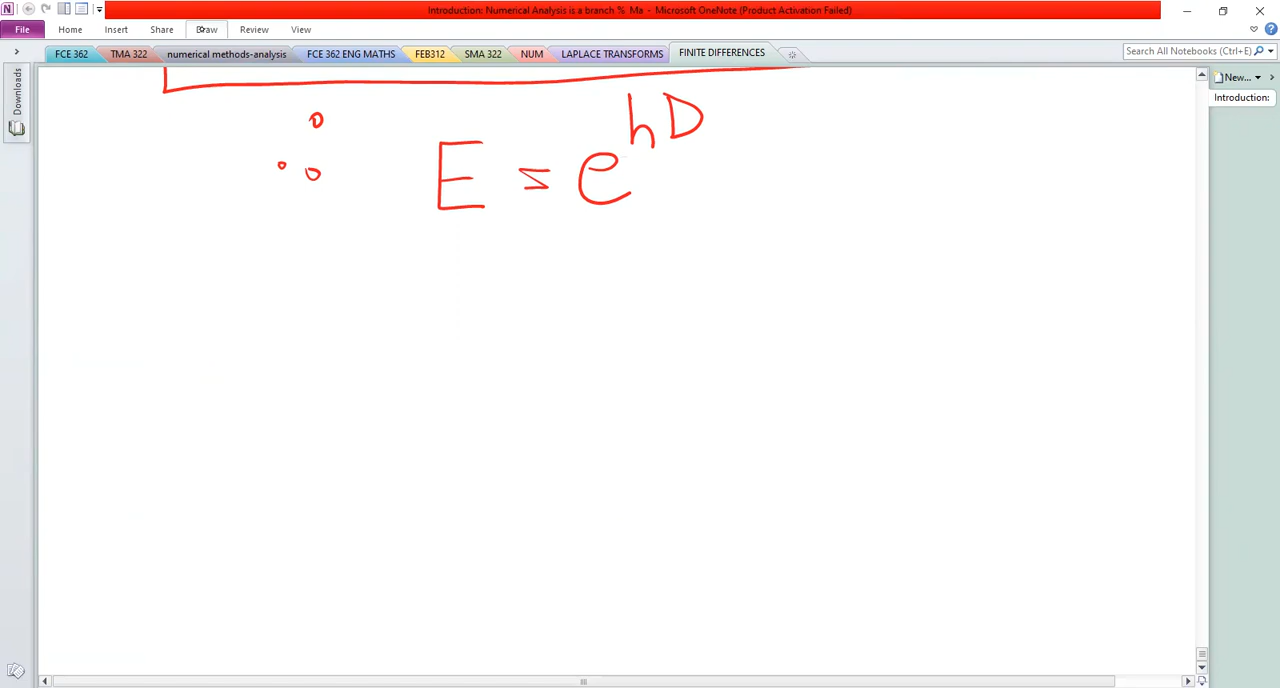 Introduction: Numerical Analysis is a branch % Ma - Microsoft OneNote (Product Activation Failed)
File Home Insert Share Draw Review View
FCE 362 TMA 322 numerical methods-analysis FCE 362 ENG MATHS FEB312 SMA 322 NUM LAPLACE TRANSFORMS FINITE DIFFERENCES Search All Notebooks (Ctrl+E)
New...
Introduction:
Downloads
∴ E = e^{hD}